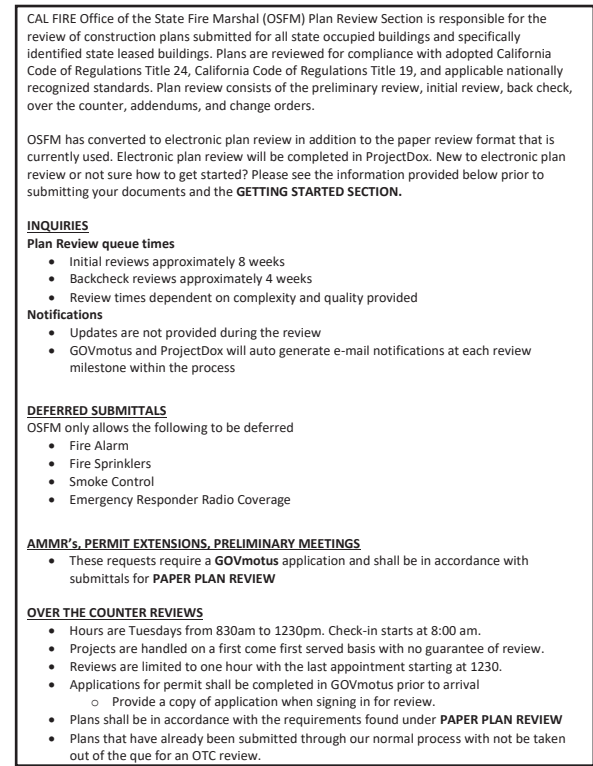 CAL FIRE Office of the State Fire Marshal (OSFM) Plan Review Section is responsible for the
review of construction plans submitted for all state occupied buildings and specifically
identified state leased buildings. Plans are reviewed for compliance with adopted California
Code of Regulations Title 24, California Code of Regulations Title 19, and applicable nationally
recognized standards. Plan review consists of the preliminary review, initial review, back check,
over the counter, addendums, and change orders.
OSFM has converted to electronic plan review in addition to the paper review format that is
currently used. Electronic plan review will be completed in ProjectDox. New to electronic plan
review or not sure how to get started? Please see the information provided below prior to
submitting your documents and the GETTING STARTED SECTION.
INQUIRIES
Plan Review queue times
• Initial reviews approximately 8 weeks
• Backcheck reviews approximately 4 weeks
• Review times dependent on complexity and quality provided
Notifications
• Updates are not provided during the review
• GOVmotus and ProjectDox will auto generate e-mail notifications at each review
milestone within the process
DEFERRED SUBMITTALS
OSFM only allows the following to be deferred
• Fire Alarm
• Fire Sprinklers
• Smoke Control
• Emergency Responder Radio Coverage
AMMR's, PERMIT EXTENSIONS, PRELIMINARY MEETINGS
• These requests require a GOVmotus application and shall be in accordance with
submittals for PAPER PLAN REVIEW
OVER THE COUNTER REVIEWS
• Hours are Tuesdays from 830am to 1230pm. Check-in starts at 8:00 am.
• Projects are handled on a first come first served basis with no guarantee of review.
• Reviews are limited to one hour with the last appointment starting at 1230.
• Applications for permit shall be completed in GOVmotus prior to arrival
o Provide a copy of application when signing in for review.
• Plans shall be in accordance with the requirements found under PAPER PLAN REVIEW
• Plans that have already been submitted through our normal process with not be taken
out of the que for an OTC review.